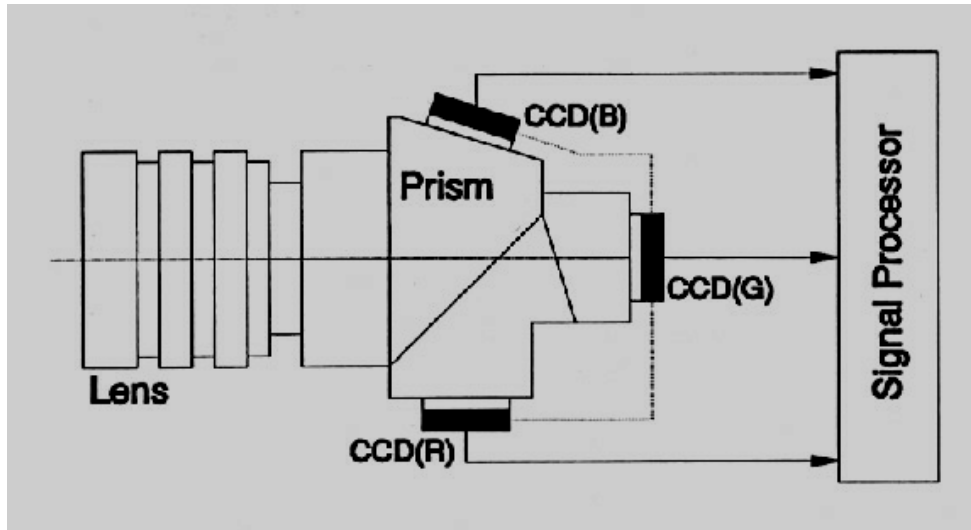 CCD(B)
Prism
CCD(G)
Lens
CCD(R)
Signal Processor